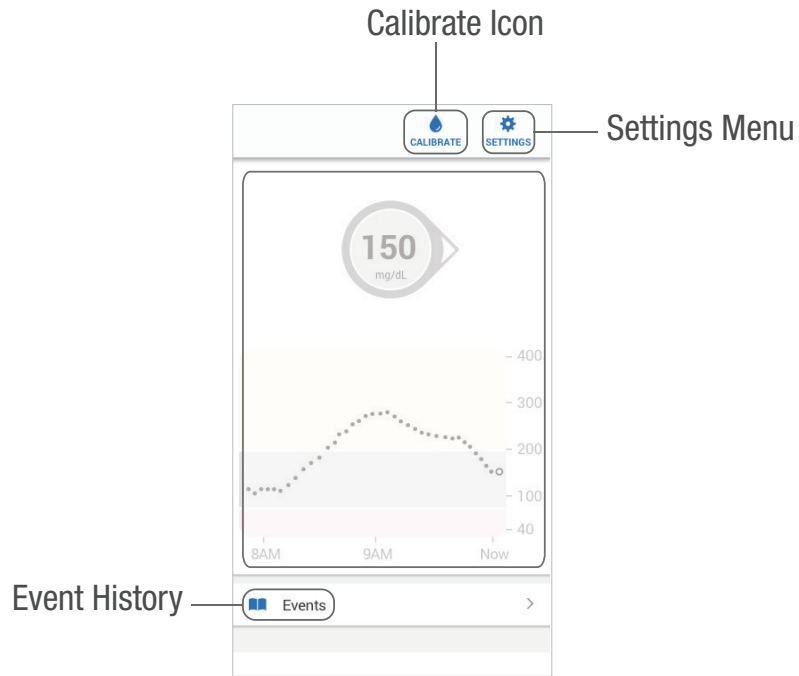 Calibrate Icon
CALIBRATE
SETTINGS
Settings Menu
150
mg/dL
400
300
200
100
40
8AM 9AM Now
Event History
Events